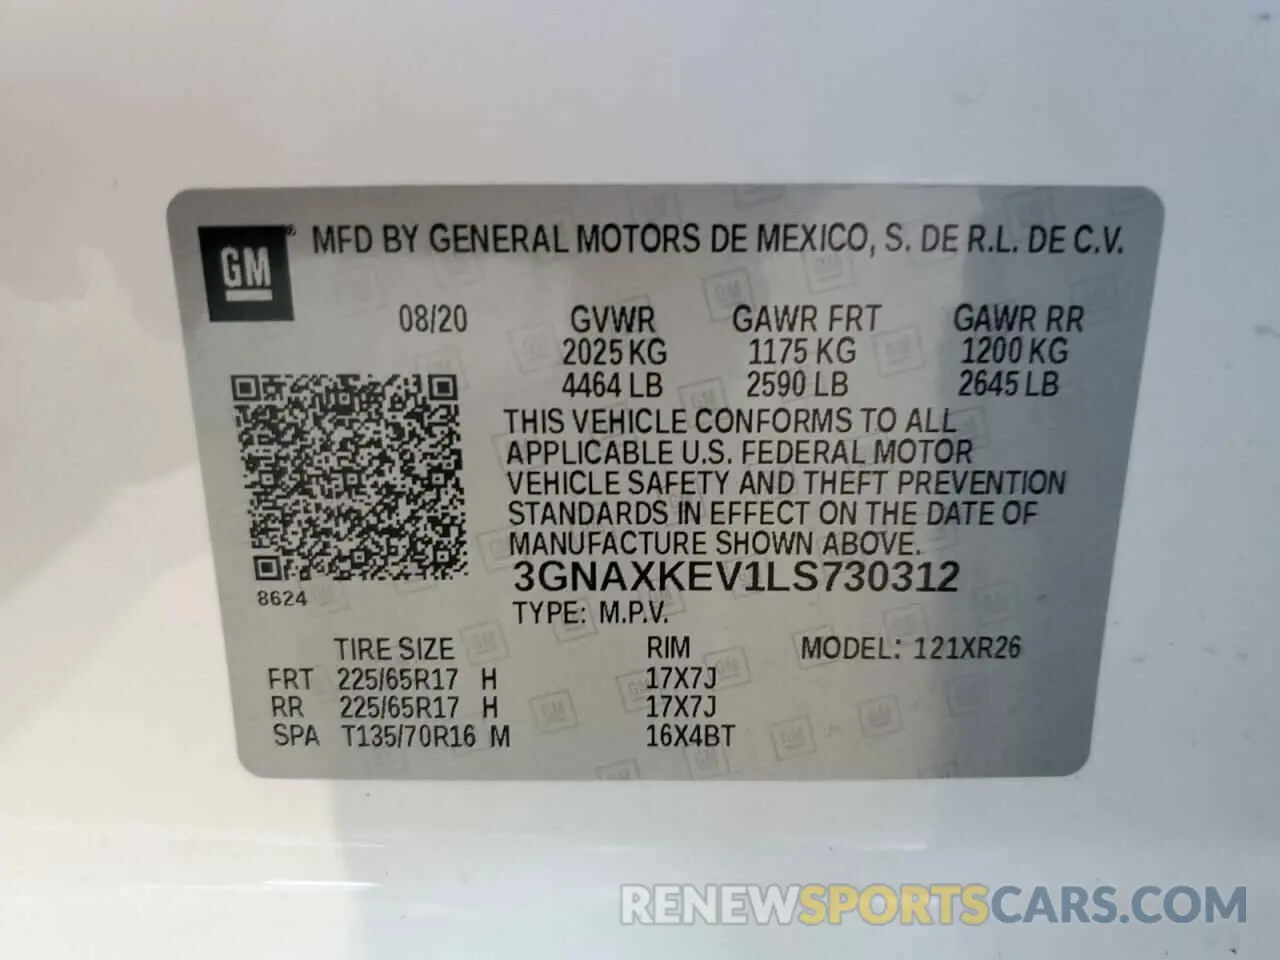 GM® MFD BY GENERAL MOTORS DE MEXICO, S. DE R.L. DE C.V.
08/20 GVWR GAWR FRT GAWR RR
2025 KG 1175 KG 1200 KG
4464 LB 2590 LB 2645 LB
THIS VEHICLE CONFORMS TO ALL
APPLICABLE U.S. FEDERAL MOTOR
VEHICLE SAFETY AND THEFT PREVENTION
STANDARDS IN EFFECT ON THE DATE OF
MANUFACTURE SHOWN ABOVE.
3GNAXKEV1LS730312
8624
TYPE: M.P.V.
TIRE SIZE RIM MODEL: 121XR26
FRT 225/65R17 H 17X7J
RR 225/65R17 H 17X7J
SPA T135/70R16 M 16X4BT
RENEWSPORTSCARS.COM